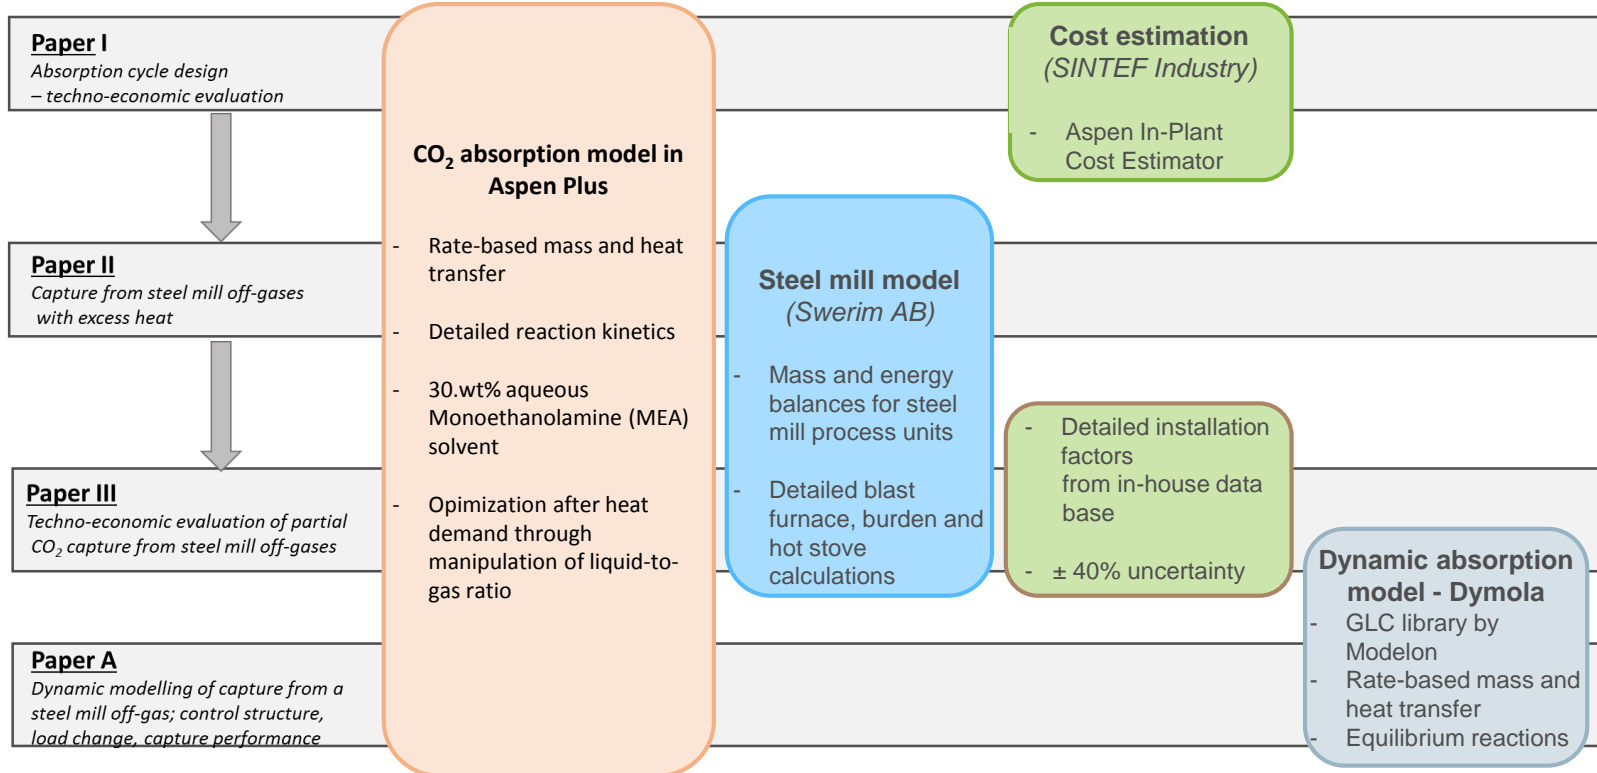 Paper I
Absorption cycle design
– techno-economic evaluation
Paper II
Capture from steel mill off-gases
with excess heat
Paper III
Techno-economic evaluation of partial
CO2 capture from steel mill off-gases
Paper A
Dynamic modelling of capture from a
steel mill off-gas; control structure,
load change, capture performance
CO2 absorption model in
Aspen Plus
- Rate-based mass and heat
transfer
- Detailed reaction kinetics
- 30.wt% aqueous
Monoethanolamine (MEA)
solvent
- Opimization after heat
demand through
manipulation of liquid-to-
gas ratio
Steel mill model
(Swerim AB)
- Mass and energy
balances for steel
mill process units
- Detailed blast
furnace, burden and
hot stove
calculations
Cost estimation
(SINTEF Industry)
- Aspen In-Plant
Cost Estimator
- Detailed installation
factors
from in-house data
base
- ± 40% uncertainty
Dynamic absorption
model - Dymola
- GLC library by
Modelon
- Rate-based mass and
heat transfer
- Equilibrium reactions